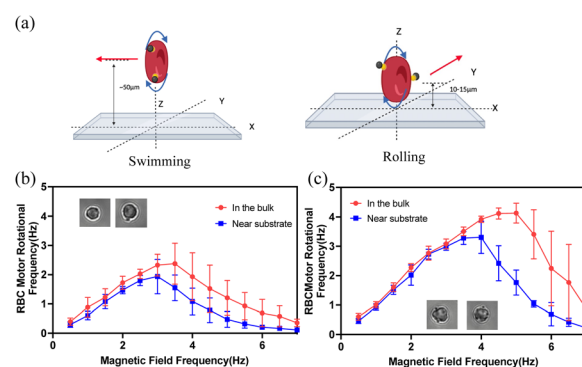 (a)
Z
~50μm
Y
Z
X
Swimming
Z
Y
10-15μm
X
Rolling
(b)
RBC Motor Rotational
Frequency(Hz)
5
4
3
2
1
0
In the bulk
Near substrate
0
2
4
6
Magnetic Field Frequency(Hz)
(c)
RBCMotor Rotational
Frequency(Hz)
5
4
3
2
1
0
In the bulk
Near substrate
0
2
4
6
Magnetic Field Frequency(Hz)